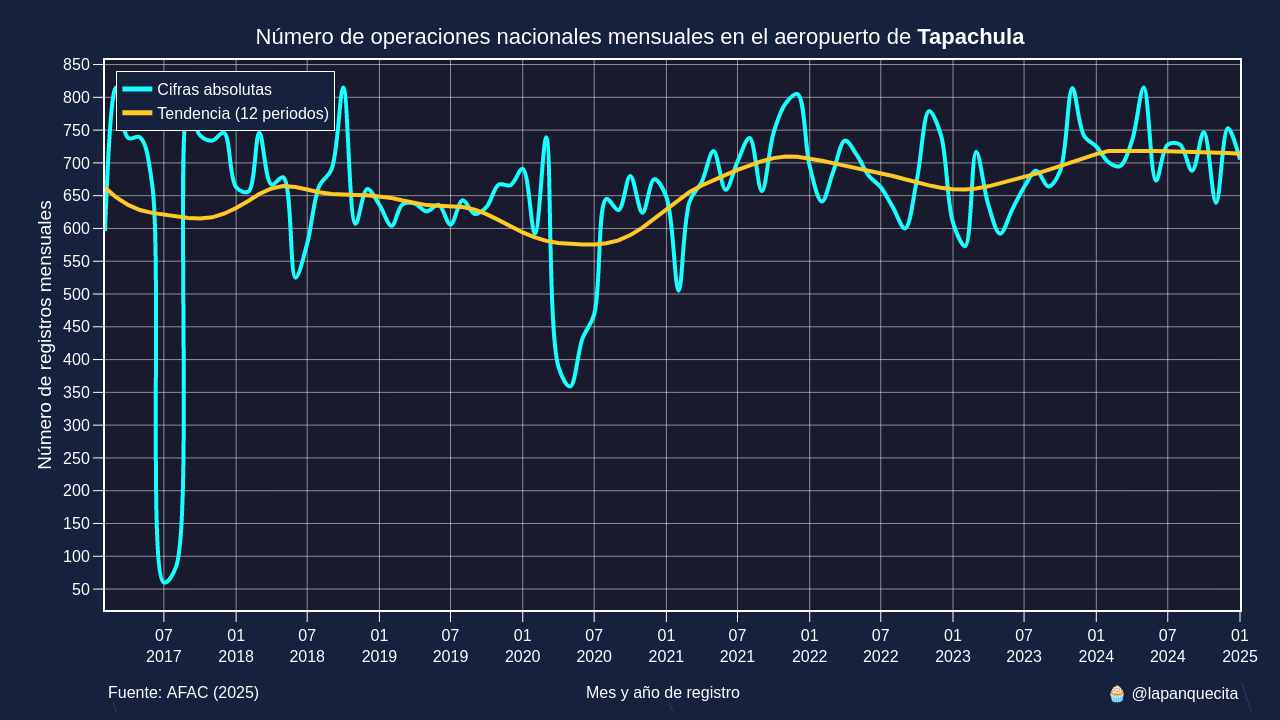 Número de operaciones nacionales mensuales en el aeropuerto de Tapachula
Cifras absolutas
Tendencia (12 periodos)
Número de registros mensuales
850
800
750
700
650
600
550
500
450
400
350
300
250
200
150
100
50
07 01 07 01 07 01 07 01 07 01 07 01 07 01 07 01
2017 2018 2018 2019 2019 2020 2020 2021 2021 2022 2022 2023 2023 2024 2024 2025
Fuente: AFAC (2025) Mes y año de registro 🧁 @lapanquecita